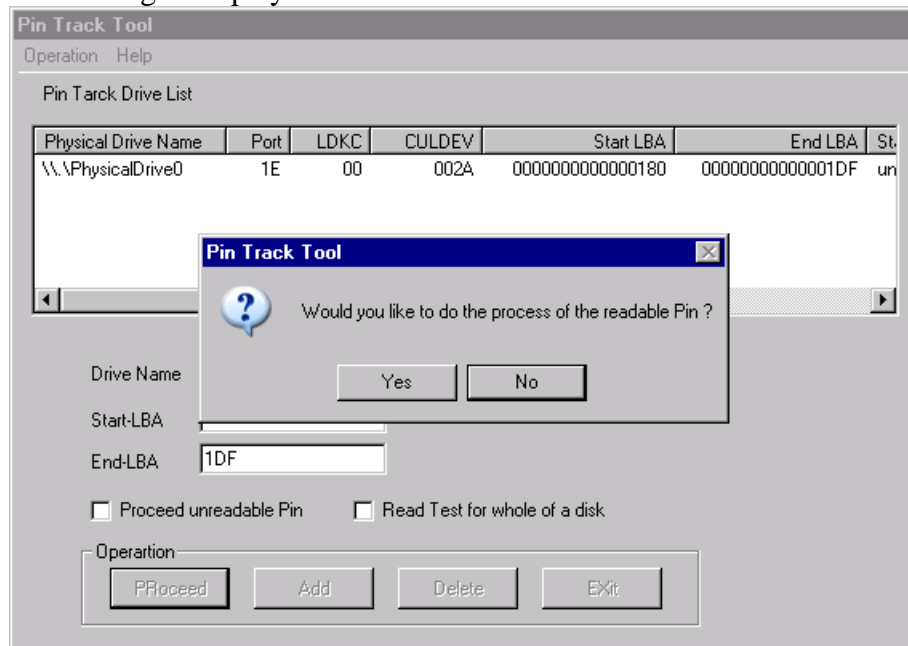 Pin Track Tool
Operation Help
Pin Tarck Drive List
Physical Drive Name Port LDKC CULDEV Start LBA End LBA St.
\\.\PhysicalDrive0 1E 00 002A 0000000000000180 00000000000001DF un
Pin Track Tool
Would you like to do the process of the readable Pin ?
Yes No
Drive Name
Start-LBA
End-LBA 1DF
Proceed unreadable Pin Read Test for whole of a disk
Operartion
PRoceed Add Delete EXit